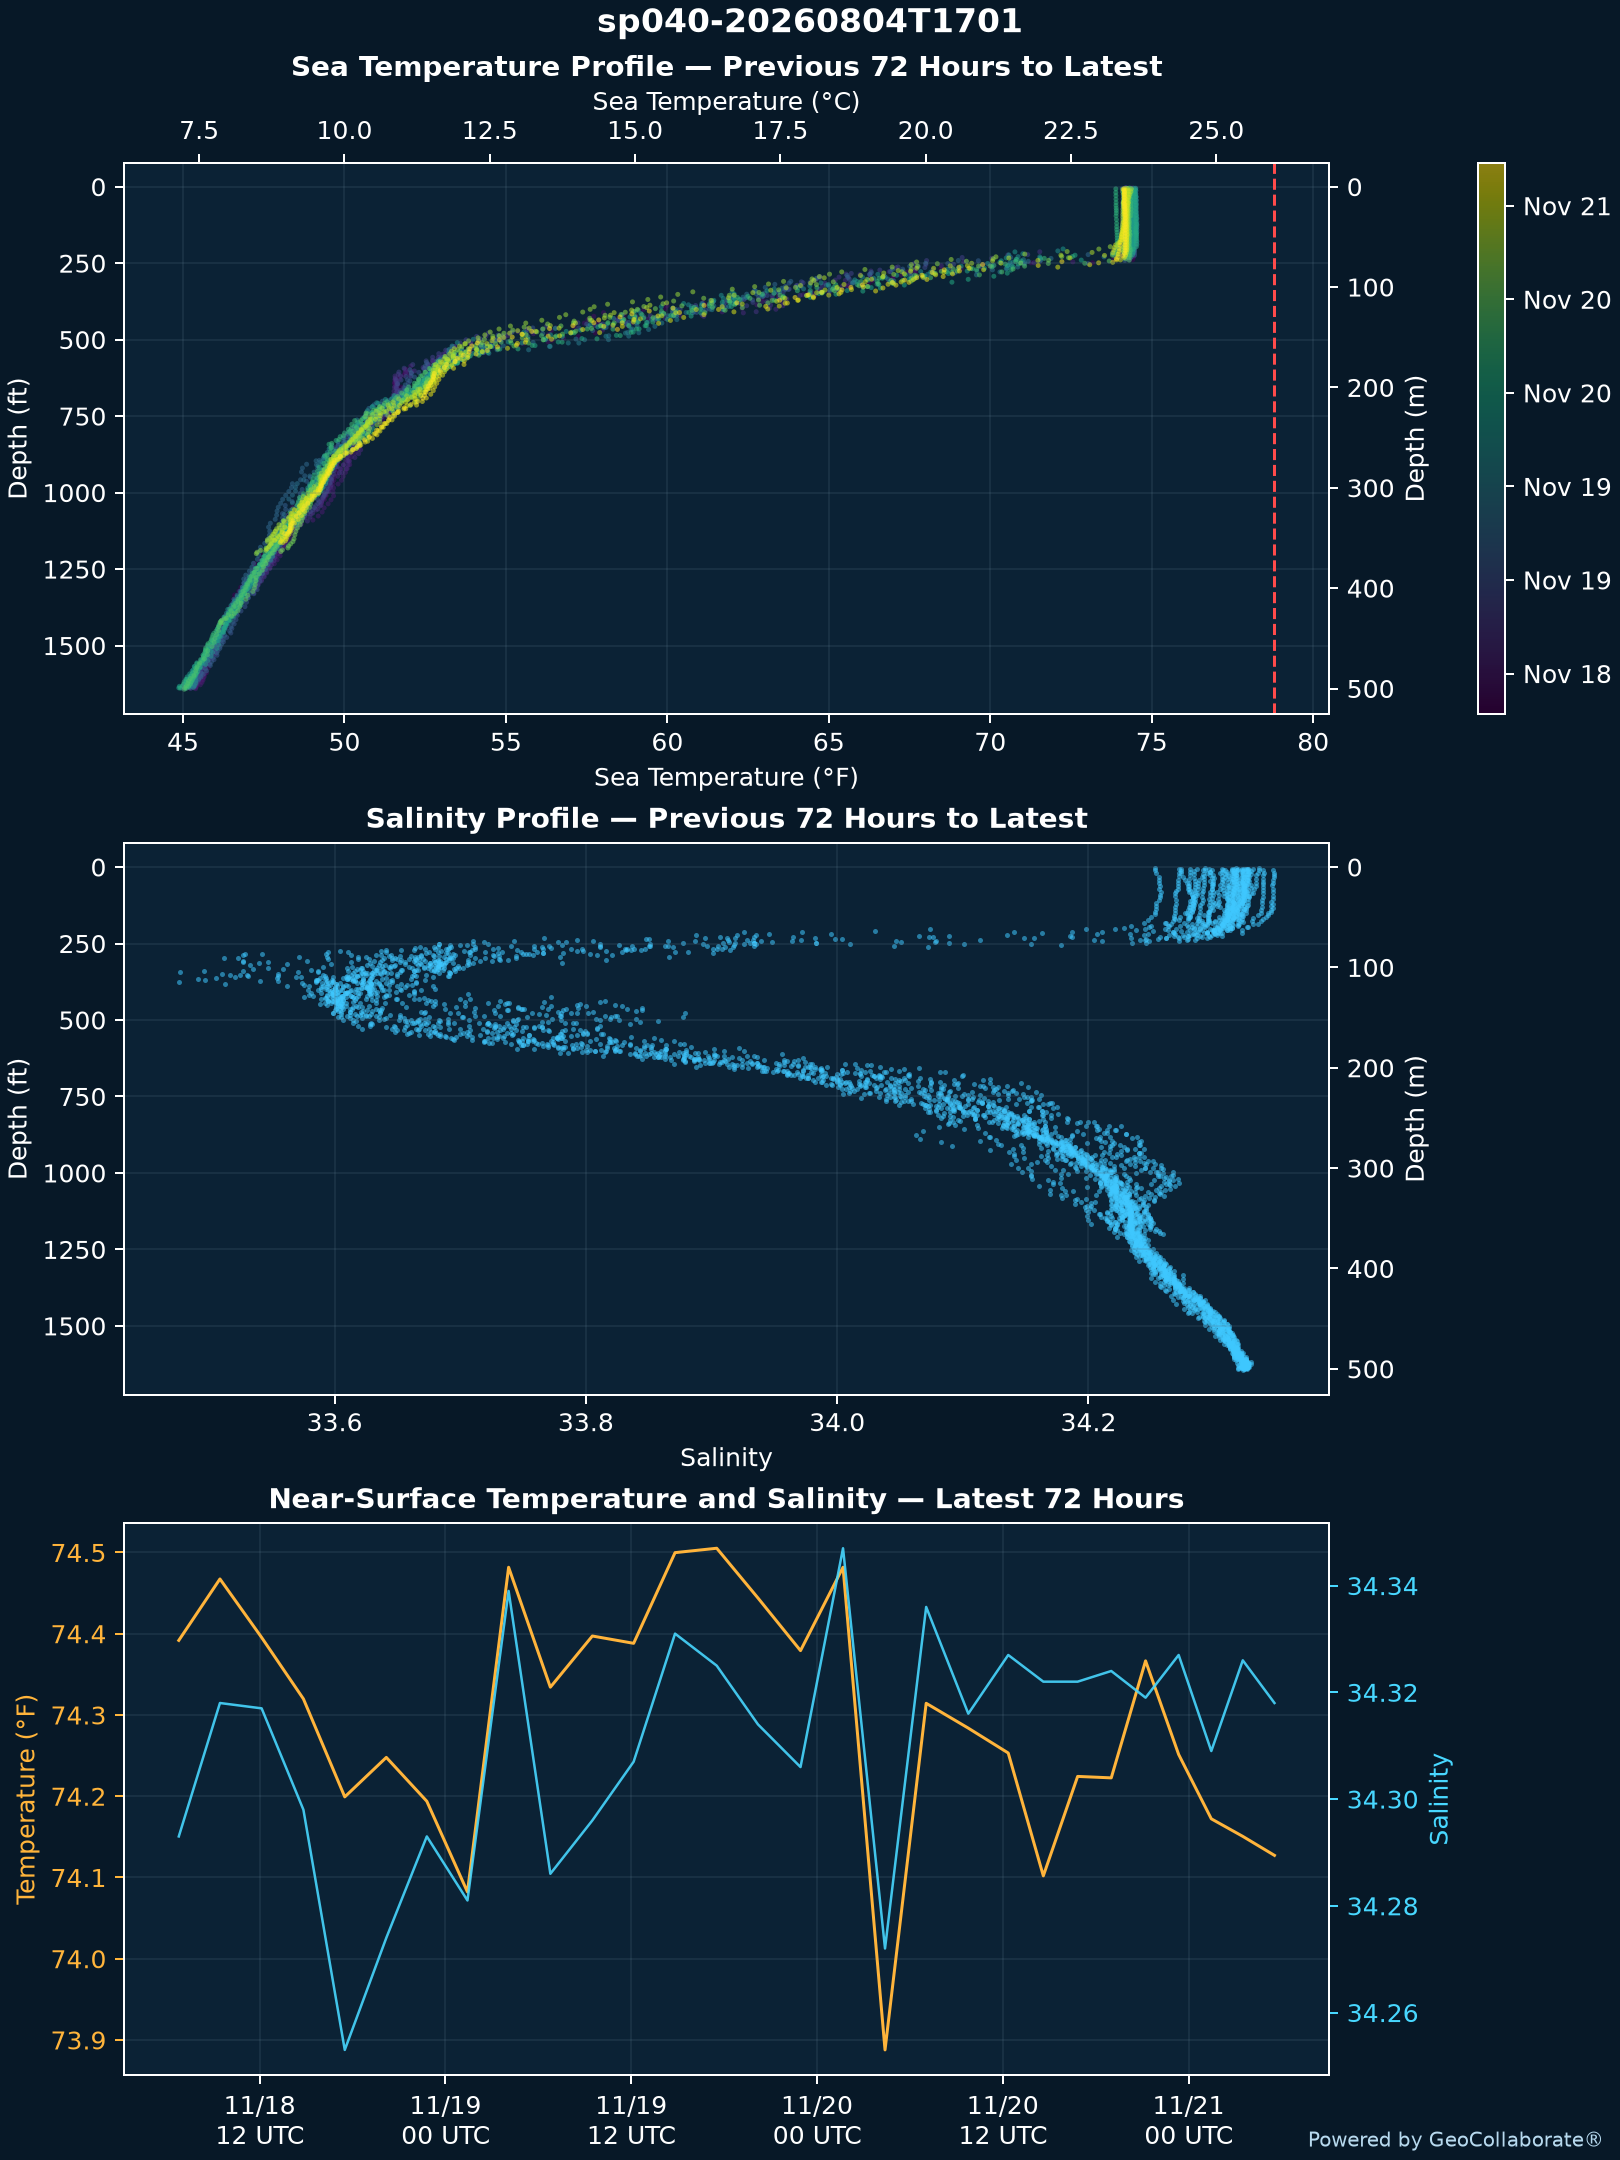 sp040-20260804T1701
Sea Temperature Profile — Previous 72 Hours to Latest
Sea Temperature (°C)
7.5 10.0 12.5 15.0 17.5 20.0 22.5 25.0
0
250
500
750
1000
1250
1500
Depth (ft)
0
100
200
300
400
500
Depth (m)
Nov 21
Nov 20
Nov 20
Nov 19
Nov 19
Nov 18
45 50 55 60 65 70 75 80
Sea Temperature (°F)
Salinity Profile — Previous 72 Hours to Latest
0
250
500
750
1000
1250
1500
Depth (ft)
0
100
200
300
400
500
Depth (m)
33.6 33.8 34.0 34.2
Salinity
Near-Surface Temperature and Salinity — Latest 72 Hours
74.5
74.4
74.3
74.2
74.1
74.0
73.9
Temperature (°F)
34.34
34.32
34.30
34.28
34.26
Salinity
11/18 11/19 11/19 11/20 11/20 11/21
12 UTC 00 UTC 12 UTC 00 UTC 12 UTC 00 UTC
Powered by GeoCollaborate®